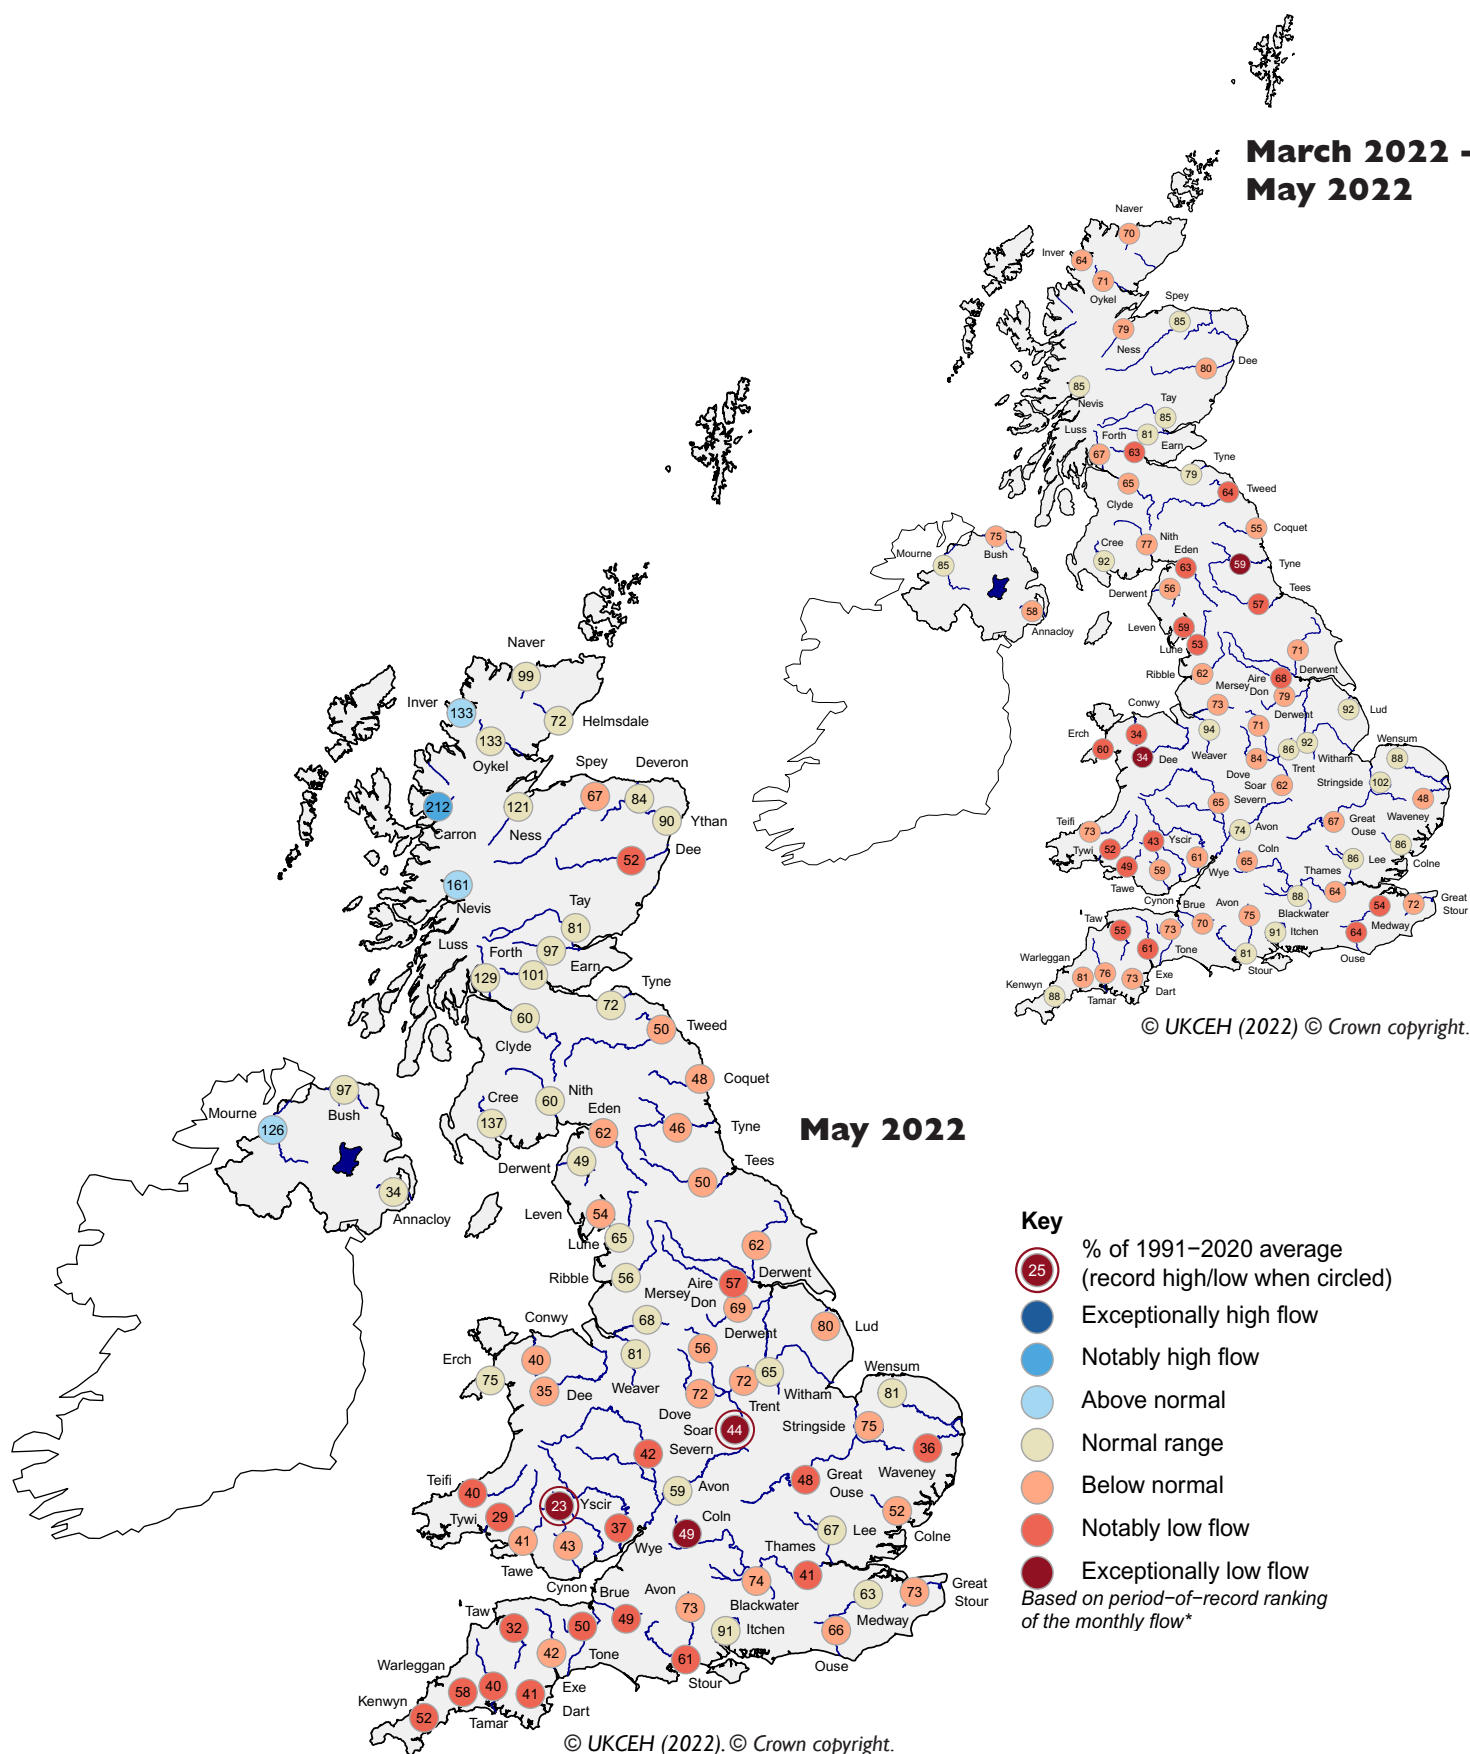 March 2022 -
May 2022
Naver
70
Inver
64
71
Oykel
Spey
85
79
Ness
Dee
80
85
Nevis
Tay
85
Luss
Forth
81
Earn
67
63
Tyne
79
65
Clyde
64
Tweed
55
Coquet
75
Bush
Mourne
85
58
Annacloy
Cree
92
77
Nith
Eden
63
59
Tyne
Derwent
56
Tees
57
Leven
59
Lune
53
71
Derwent
Ribble
62
Aire
68
Mersey
73
Don
79
Conwy
34
Derwent
71
92
Lud
Erch
60
34
Dee
94
Weaver
86
92
Witham
Trent
Wensum
88
84
Dove
Soar
62
Stringside
102
65
Severn
48
Waveney
Teifi
73
74
Avon
67
Great
Ouse
Tywi
52
43
Yscir
86
Colne
61
Wye
Coln
65
86
Lee
49
Tawe
59
Cynon
Thames
64
88
Blackwater
54
Medway
72
Great
Stour
Taw
55
Brue
70
Avon
75
91
Itchen
64
Ouse
73
Tone
61
Exe
81
Stour
Warleggan
81
76
Tamar
73
Dart
Kenwyn
88
© UKCEH (2022) © Crown copyright.
Naver
99
Inver
133
72
Helmsdale
133
Oykel
Spey
67
Deveron
84
212
Carron
121
Ness
90
Ythan
Dee
52
161
Nevis
Tay
81
Luss
Forth
97
Earn
129
101
Tyne
72
60
Clyde
50
Tweed
48
Coquet
97
Bush
Mourne
126
34
Annacloy
Cree
137
60
Nith
Eden
62
46
Tyne
May 2022
Derwent
49
Tees
50
Leven
54
Lune
65
62
Derwent
Ribble
56
Aire
57
Mersey
68
Don
69
Conwy
40
Derwent
56
80
Lud
Erch
75
35
Dee
81
Weaver
72
65
Witham
Trent
Wensum
81
72
Dove
Soar
44
Stringside
75
42
Severn
36
Waveney
Teifi
40
59
Avon
48
Great
Ouse
Tywi
29
23
Yscir
52
Colne
37
Wye
Coln
49
67
Lee
41
Tawe
43
Cynon
Thames
41
74
Blackwater
63
Medway
73
Great
Stour
Taw
32
Brue
49
Avon
73
91
Itchen
66
Ouse
50
Tone
42
Exe
61
Stour
Warleggan
58
40
Tamar
41
Dart
Kenwyn
52
© UKCEH (2022). © Crown copyright.
Key
25
% of 1991−2020 average
(record high/low when circled)
Exceptionally high flow
Notably high flow
Above normal
Normal range
Below normal
Notably low flow
Exceptionally low flow
Based on period−of−record ranking
of the monthly flow*